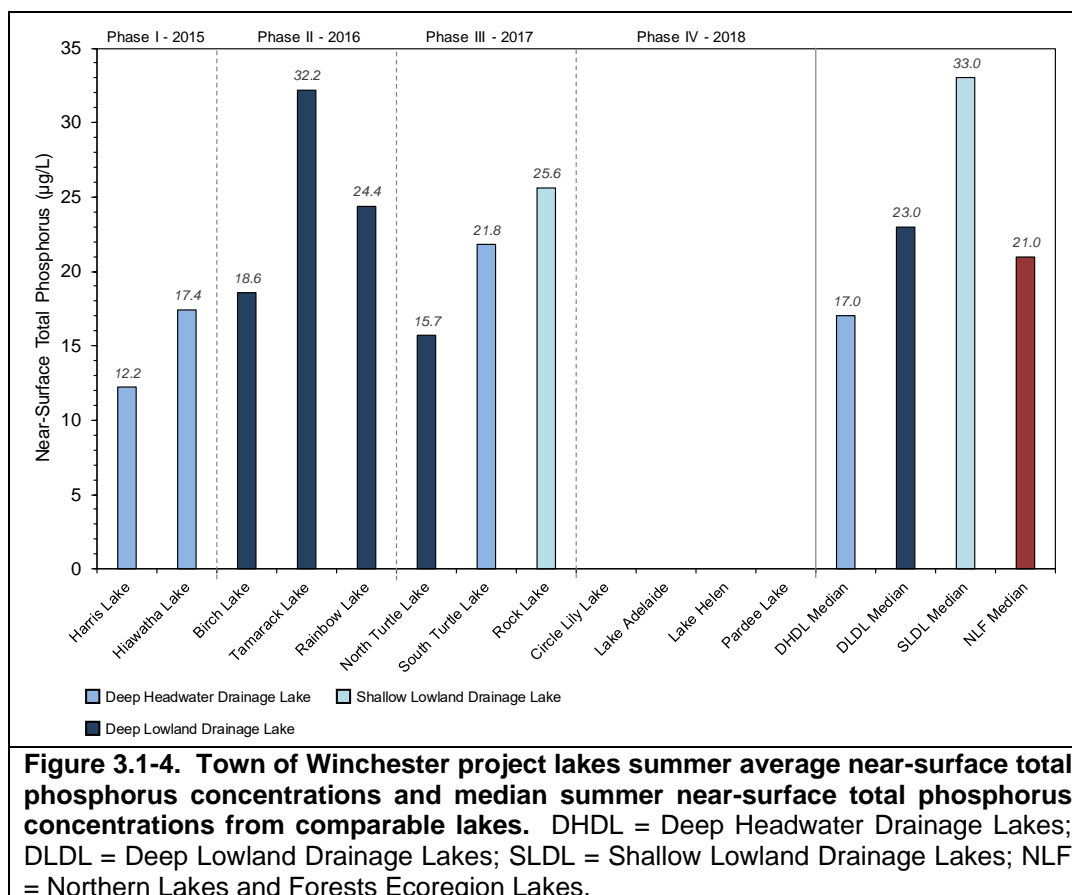 Phase I - 2015 Phase II - 2016 Phase III - 2017 Phase IV - 2018
35
30
25
20
15
10
5
0
Near-Surface Total Phosphorus (µg/L)
12.2
17.4
18.6
32.2
24.4
15.7
21.8
25.6
17.0
23.0
33.0
21.0
Harris Lake
Hiawatha Lake
Birch Lake
Tamarack Lake
Rainbow Lake
North Turtle Lake
South Turtle Lake
Rock Lake
Circle Lily Lake
Lake Adelaide
Lake Helen
Pardee Lake
DHDL Median
DLDL Median
SLDL Median
NLF Median
Deep Headwater Drainage Lake Shallow Lowland Drainage Lake
Deep Lowland Drainage Lake
Figure 3.1-4. Town of Winchester project lakes summer average near-surface total
phosphorus concentrations and median summer near-surface total phosphorus
concentrations from comparable lakes. DHDL = Deep Headwater Drainage Lakes;
DLDL = Deep Lowland Drainage Lakes; SLDL = Shallow Lowland Drainage Lakes; NLF
= Northern Lakes and Forests Ecoregion Lakes.